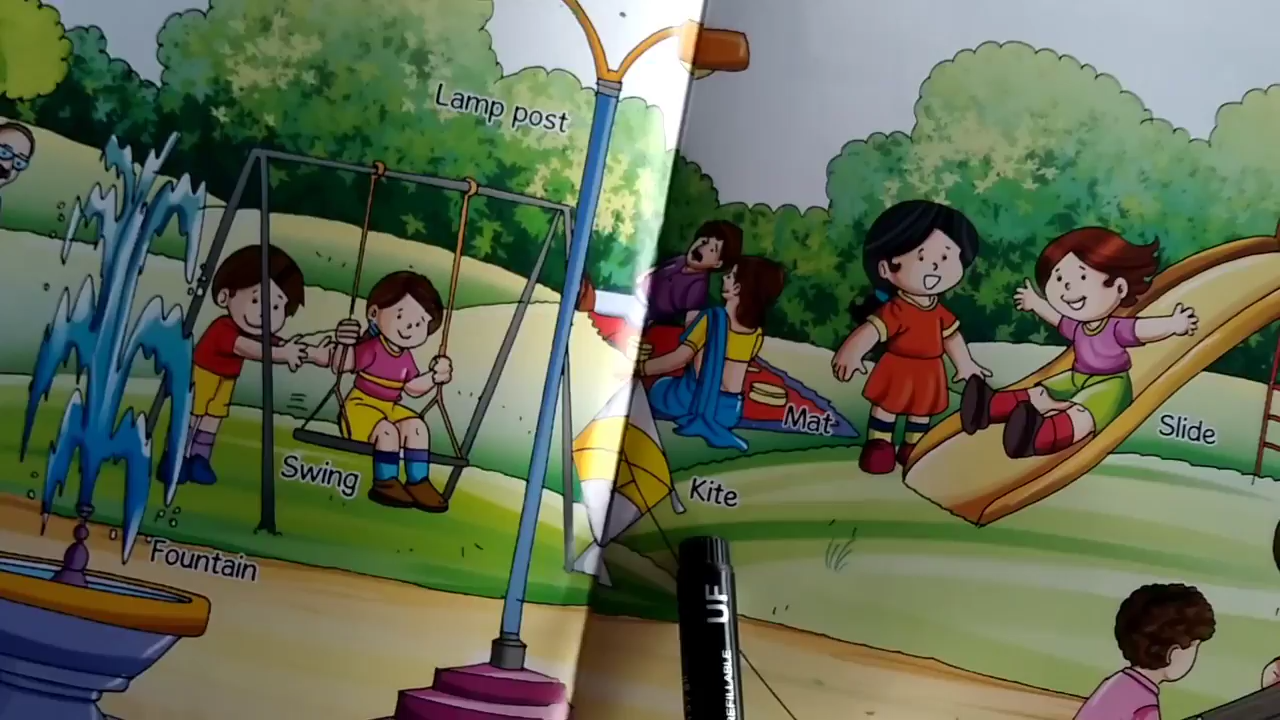 Lamp post
Swing
Fountain
Mat
Slide
Kite
UF
REFILLABLE